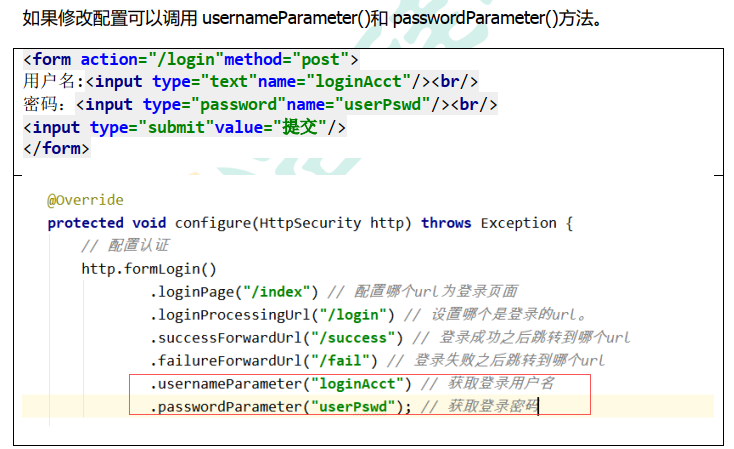 如果修改配置可以调用 usernameParameter()和 passwordParameter()方法。
<form action="/login"method="post">
用户名:<input type="text"name="loginAcct"/><br/>
密码：<input type="password"name="userPswd"/><br/>
<input type="submit"value="提交"/>
</form>
@Override
protected void configure(HttpSecurity http) throws Exception {
// 配置认证
http.formLogin()
.loginPage("/index") // 配置哪个url为登录页面
.loginProcessingUrl("/login") // 设置哪个是登录的url。
.successForwardUrl("/success") // 登录成功之后跳转到哪个url
.failureForwardUrl("/fail") // 登录失败之后跳转到哪个url
.usernameParameter("loginAcct") // 获取登录用户名
.passwordParameter("userPswd"); // 获取登录密码